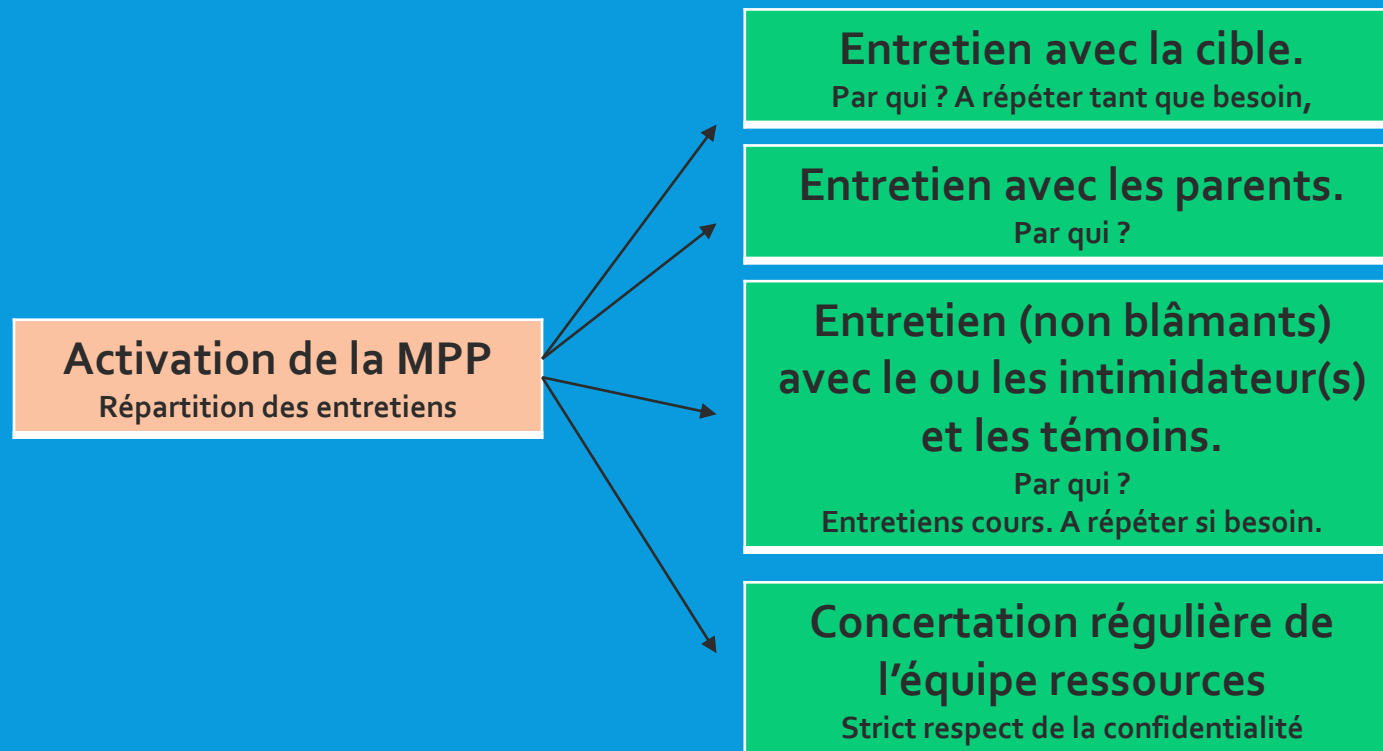 Activation de la MPP
Répartition des entretiens
Entretien avec la cible.
Par qui ? A répéter tant que besoin,
Entretien avec les parents.
Par qui ?
Entretien (non blâmants)
avec le ou les intimidateur(s)
et les témoins.
Par qui ?
Entretiens cours. A répéter si besoin.
Concertation régulière de
l’équipe ressources
Strict respect de la confidentialité